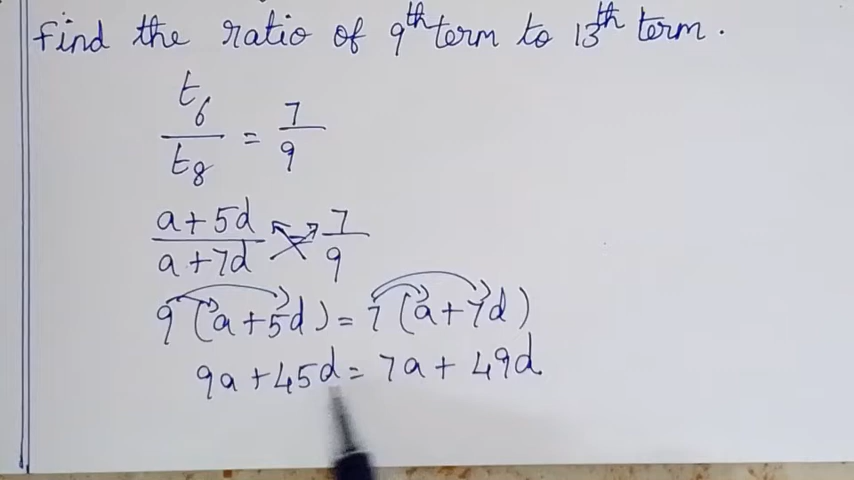 find the ratio of 9th term to 13th term.
t6/t8 = 7/9
a+5d/a+7d = 7/9
9(a+5d) = 7(a+7d)
9a+45d = 7a+49d.